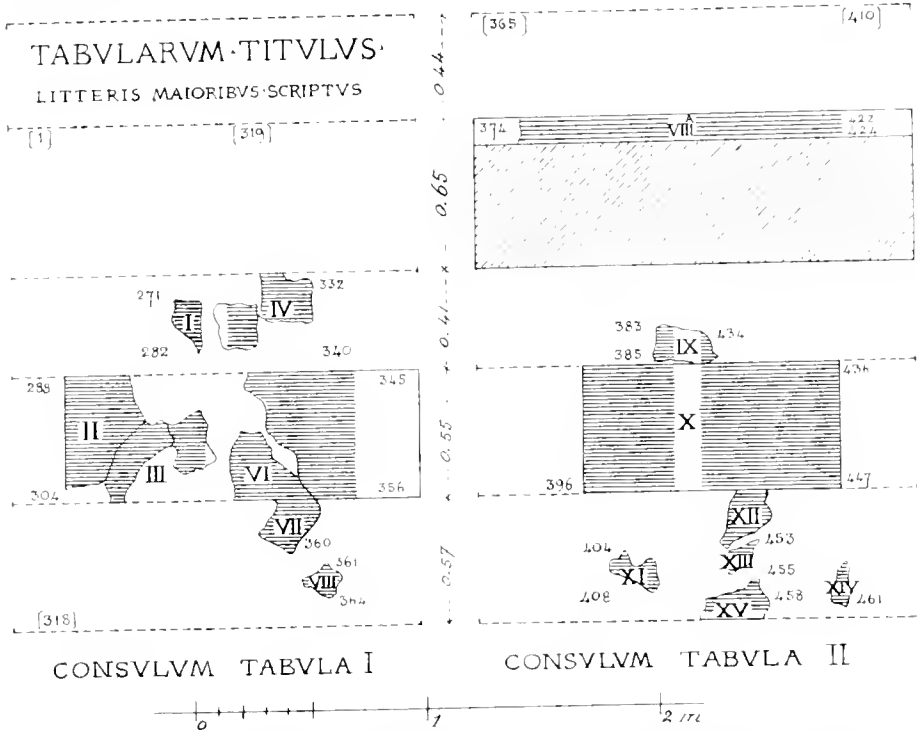 TABVLARVM·TITVLVS·
LITTERIS MAIORIBVS·SCRIPTVS
[1] [319]
271 I IV 332
282 340
289 345
II III VI
304 356
VII
360
361
VIII
364
[318]
CONSVLVM TABVLA I
0.44
0.65
0.41
0.55
0.57
[365] [410]
374 A VIII 422
424
383 IX 434
385 436
X
396 447
XII
404 453
XI XIII
455
408 458 XIV 461
XV
CONSVLVM TABVLA II
0 1 2